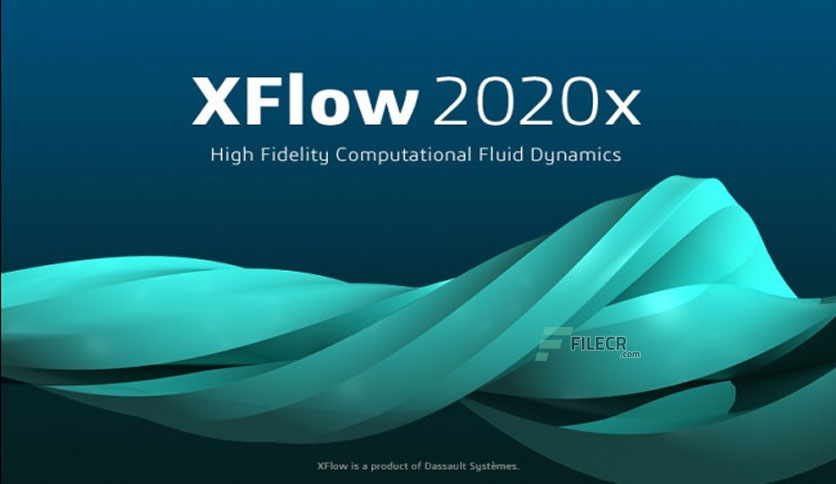 XFlow 2020x
High Fidelity Computational Fluid Dynamics
FILECR
.com
XFlow is a product of Dassault Systèmes.